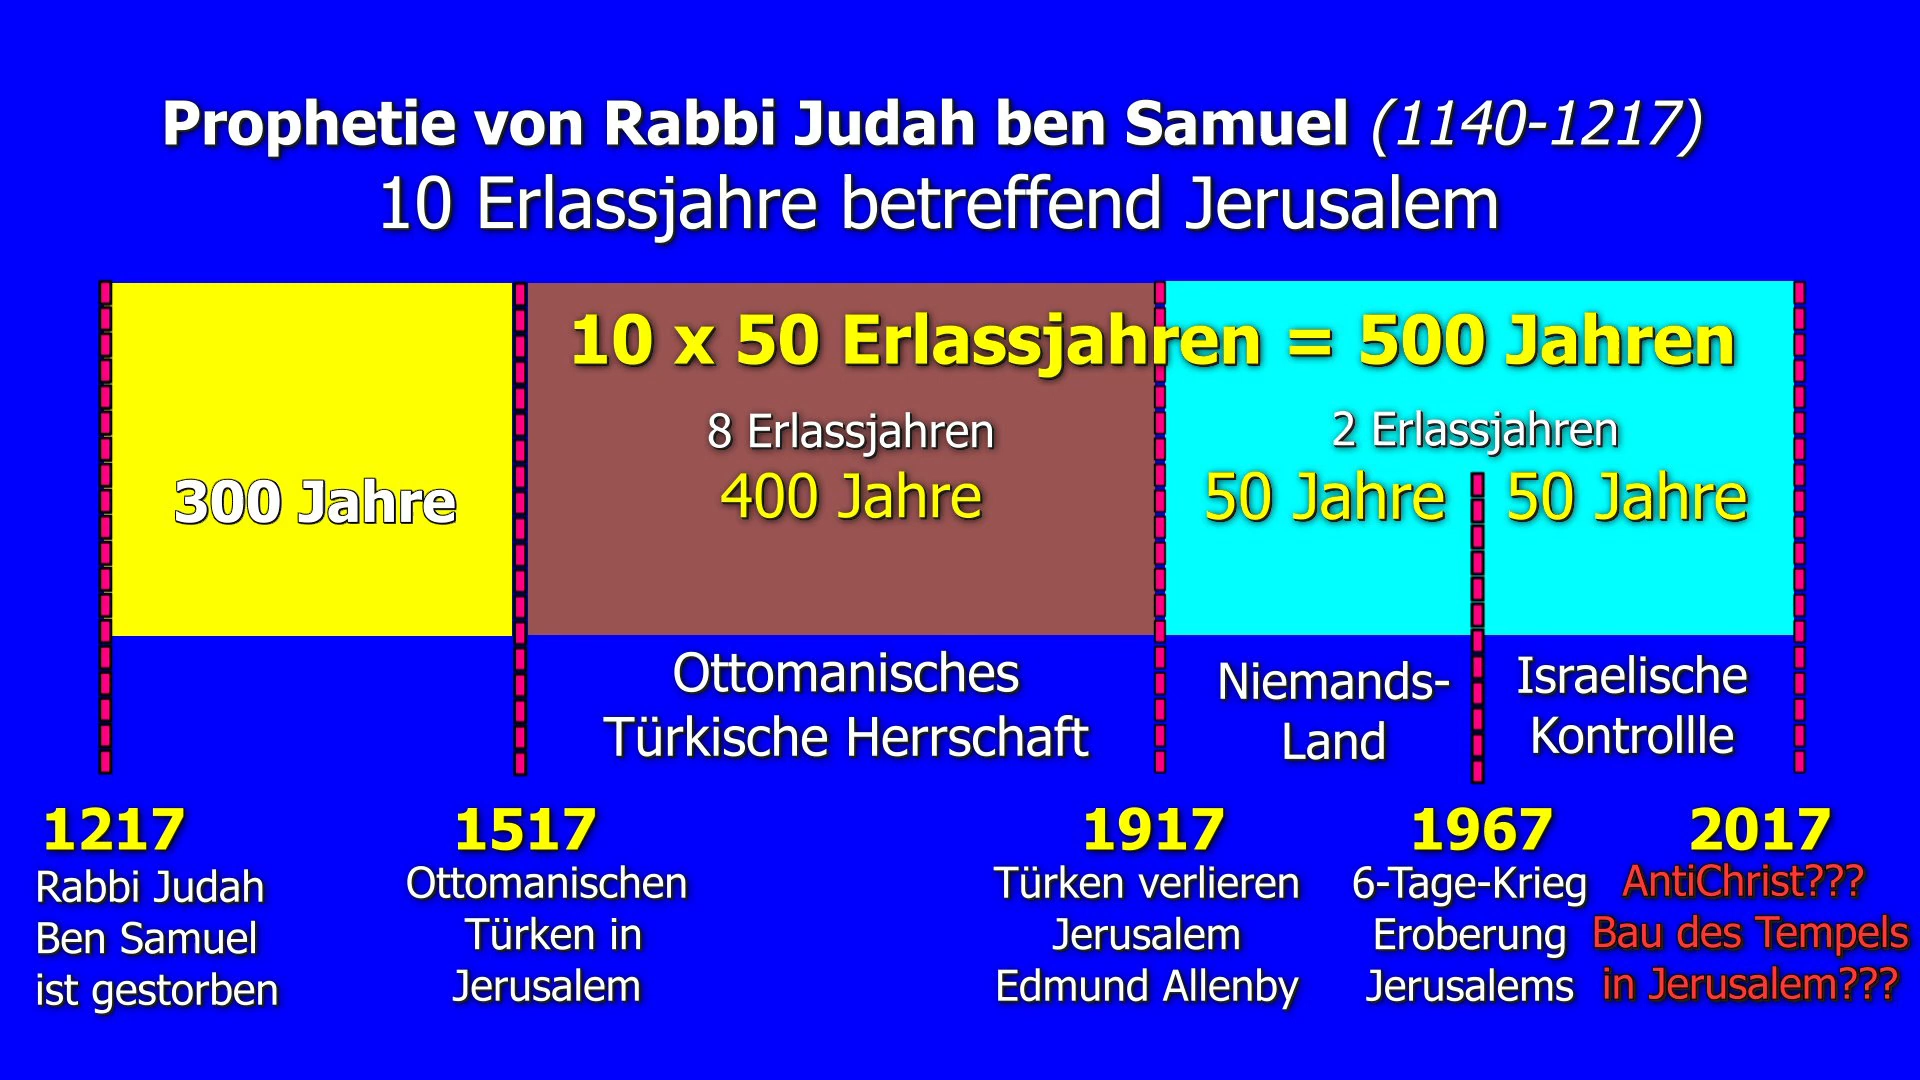 Prophetie von Rabbi Judah ben Samuel (1140-1217)
10 Erlassjahre betreffend Jerusalem
10 x 50 Erlassjahren = 500 Jahren
300 Jahre
8 Erlassjahren
400 Jahre
2 Erlassjahren
50 Jahre
50 Jahre
Ottomanisches
Türkische Herrschaft
Niemands-
Land
Israelische
Kontrollle
1217
Rabbi Judah
Ben Samuel
ist gestorben
1517
Ottomanischen
Türken in
Jerusalem
1917
Türken verlieren
Jerusalem
Edmund Allenby
1967
6-Tage-Krieg
Eroberung
Jerusalems
2017
AntiChrist???
Bau des Tempels
in Jerusalem???